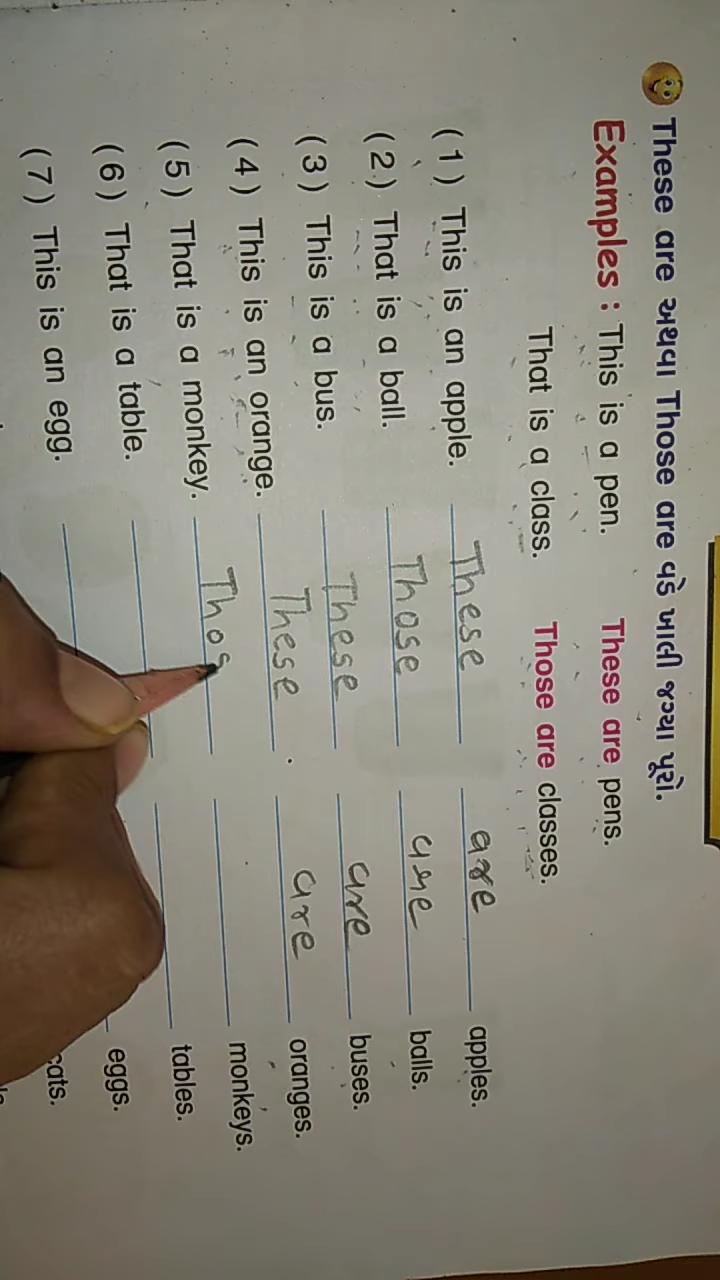 These are અથવા Those are વડે ખાલી જગ્યા પૂરો.
Examples : This is a pen. These are pens.
That is a class. Those are classes.
(1) This is an apple. These are apples.
(2) That is a ball. Those are balls.
(3) This is a bus. These are buses.
(4) This is an orange. These are oranges.
(5) That is a monkey. Thos monkeys.
(6) That is a table. tables.
(7) This is an egg. eggs.
cats.